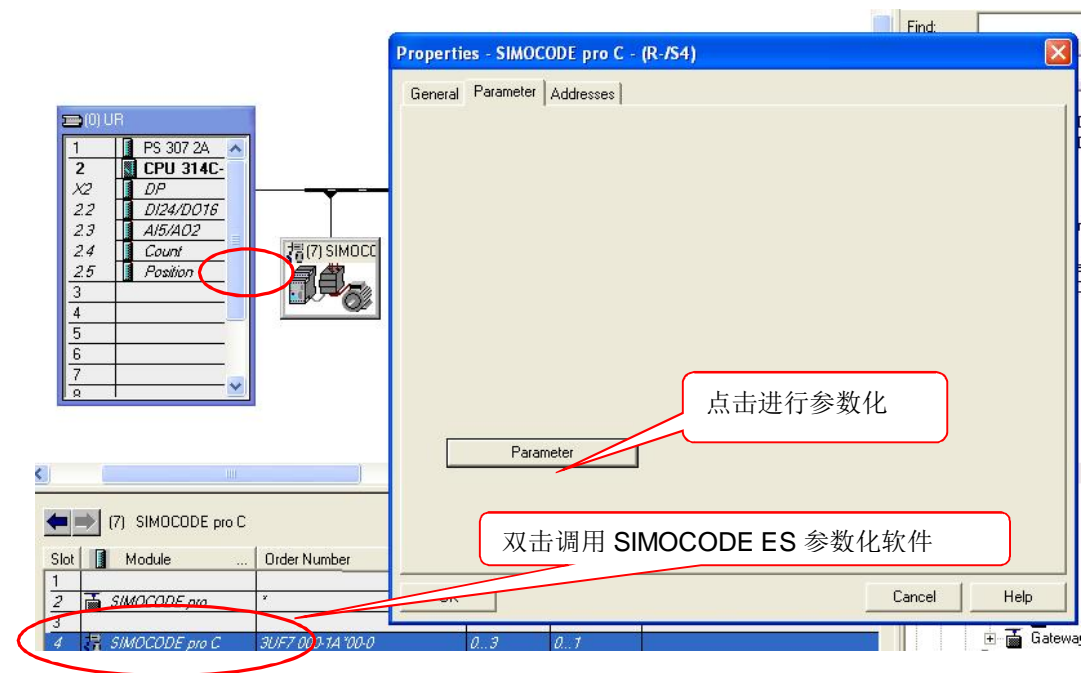 Find:
Properties - SIMOCODE pro C - (R-/S4)
General Parameter Addresses
(0) UR
1 PS 307 2A
2 CPU 314C-
X2 DP
2.2 DI24/DO16
2.3 AI5/AO2
2.4 Count
2.5 Position
3
4
5
6
7
8
(7) SIMOCO
点击进行参数化
Parameter
双击调用 SIMOCODE ES 参数化软件
(7) SIMOCODE pro C
Slot Module ... Order Number
1
2 SIMOCODE pro *
3
4 SIMOCODE pro C 3UF7 000-1A*00-0 0...3 0...1
OK Cancel Help
Gateway